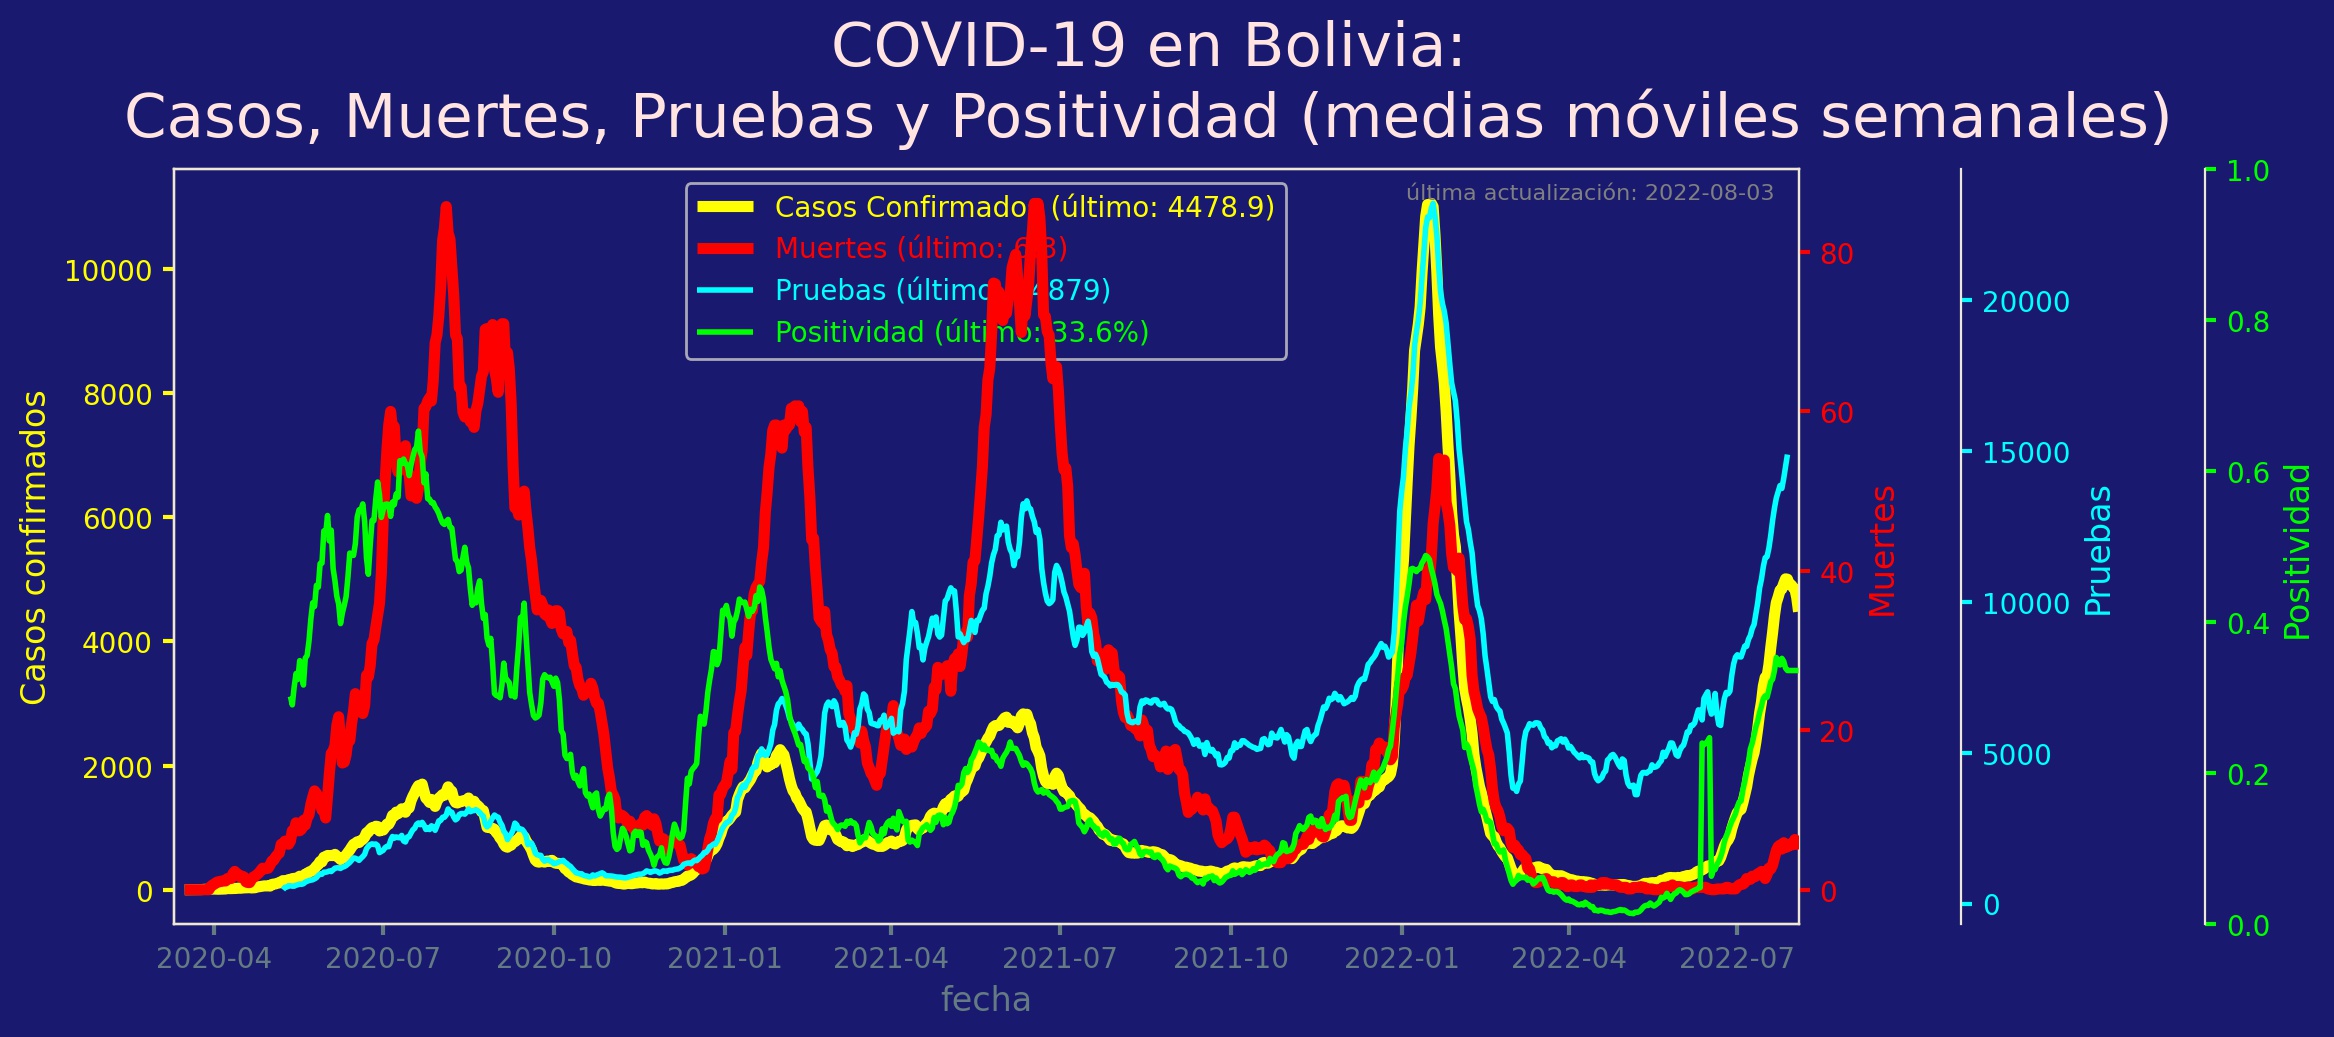 COVID-19 en Bolivia:
Casos, Muertes, Pruebas y Positividad (medias móviles semanales)
última actualización: 2022-08-03
Casos Confirmados (último: 4478.9)
Muertes (último:
Pruebas (último:
Positividad (último: 33.6%)
Casos confirmados
10000
8000
6000
4000
2000
0
80
60
40
20
0
Muertes
20000
15000
10000
5000
0
Pruebas
1.0
0.8
0.6
0.4
0.2
0.0
Positividad
2020-04 2020-07 2020-10 2021-01 2021-04 2021-07 2021-10 2022-01 2022-04 2022-07
fecha